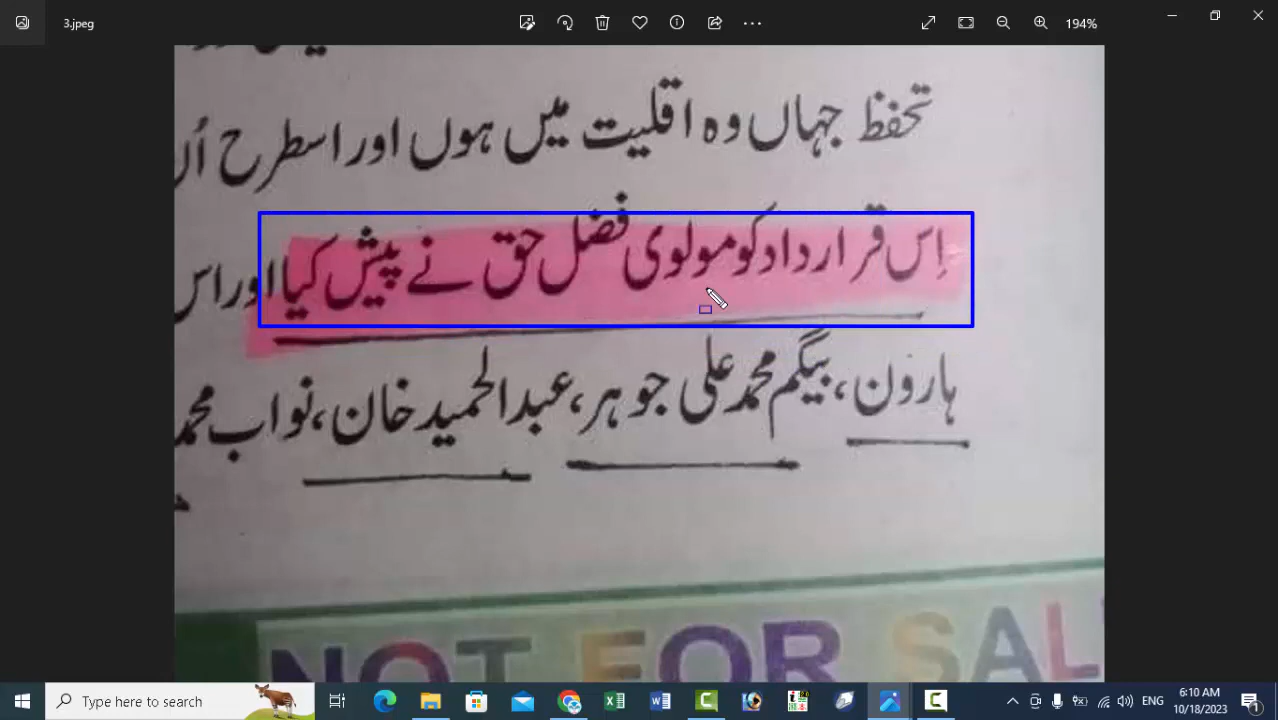 3.jpeg
194%
تحفظ جہاں وہ اقلیت میں ہوں اور اسطرح
اِس قرارداد کو مولوی فضل حق نے پیش کیا اور اس
ہارون، بیگم محمد علی جوہر، عبدالحمید خان، نواب محمد
NOT FOR SAL
Type here to search
ENG
6:10 AM
10/18/2023